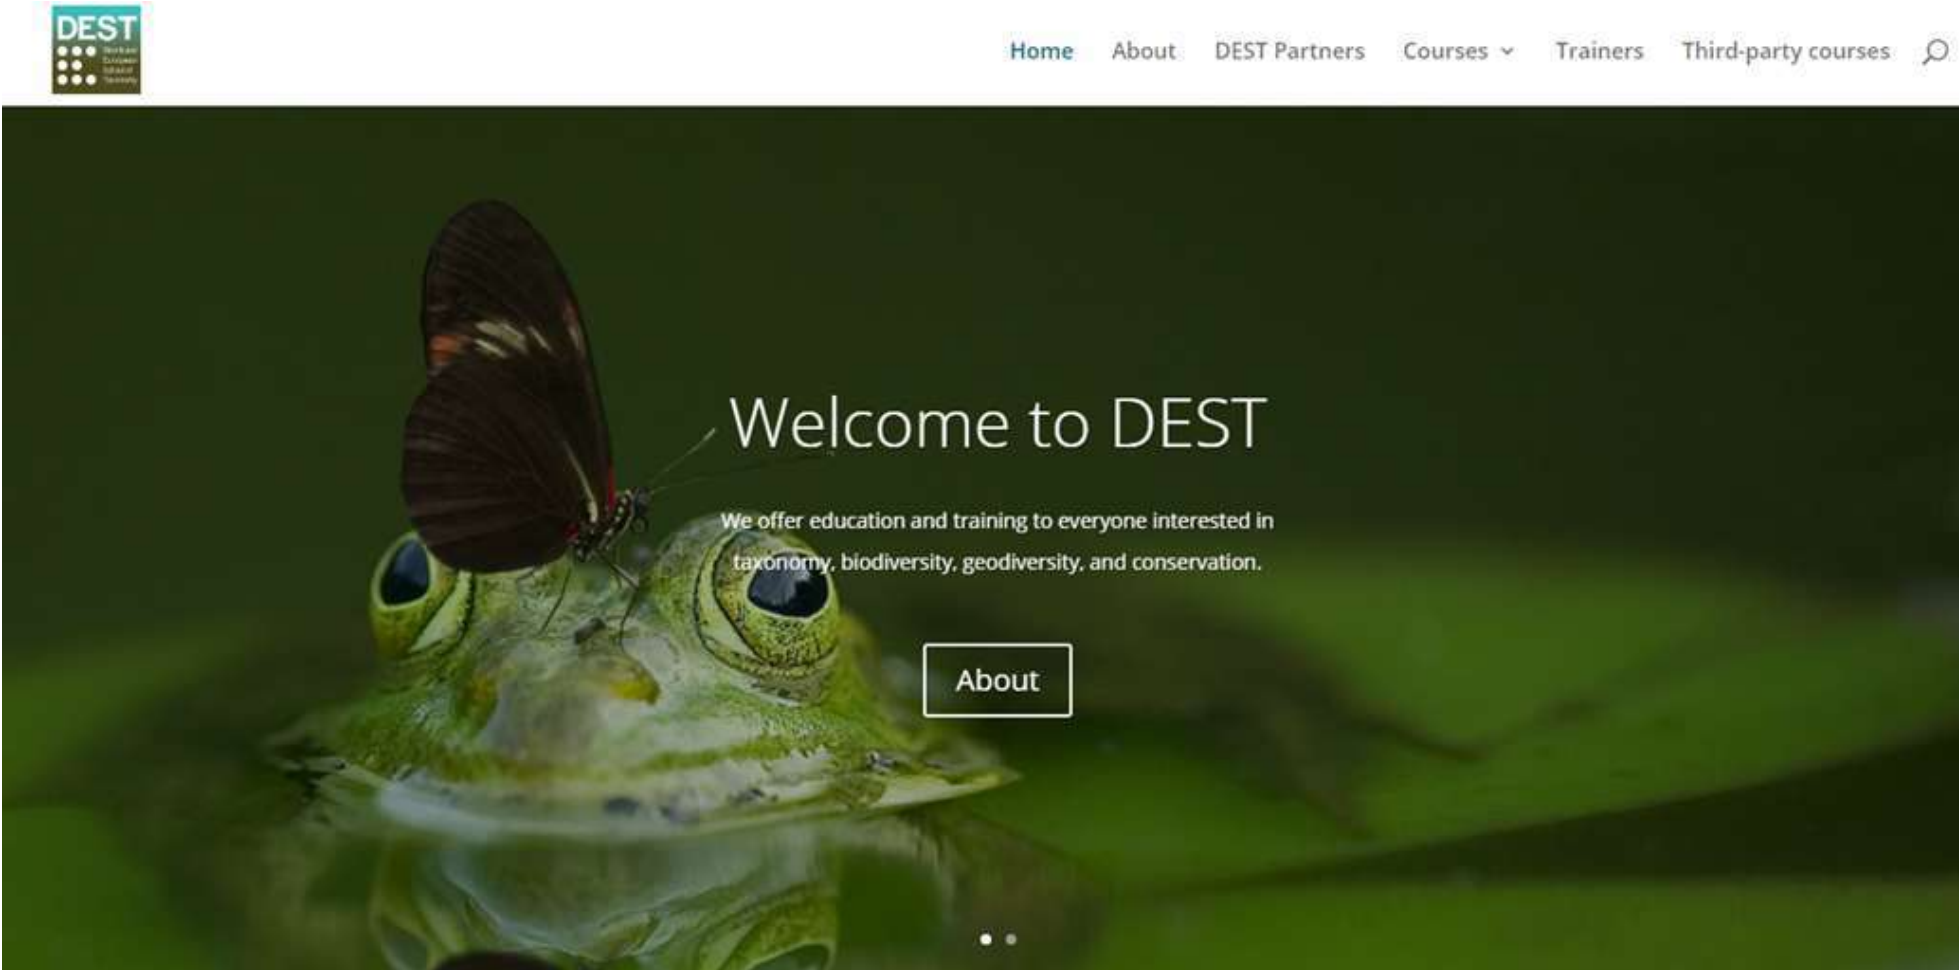 DEST
Home About DEST Partners Courses Trainers Third-party courses
Welcome to DEST
We offer education and training to everyone interested in
taxonomy, biodiversity, geodiversity, and conservation.
About